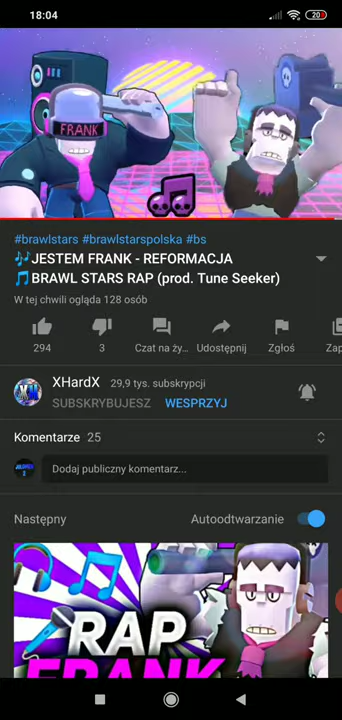 18:04
20
FRANK
#brawlstars #brawlstarspolska #bs
🎶JESTEM FRANK - REFORMACJA
🎵BRAWL STARS RAP (prod. Tune Seeker)
W tej chwili ogląda 128 osób
294 3 Czat na ży... Udostępnij Zgłoś Zap
XHardX 29,9 tys. subskrypcji
SUBSKRYBUJESZ WESPRZYJ
Komentarze 25
Dodaj publiczny komentarz...
Następny Autoodtwarzanie
RAP
FRANK